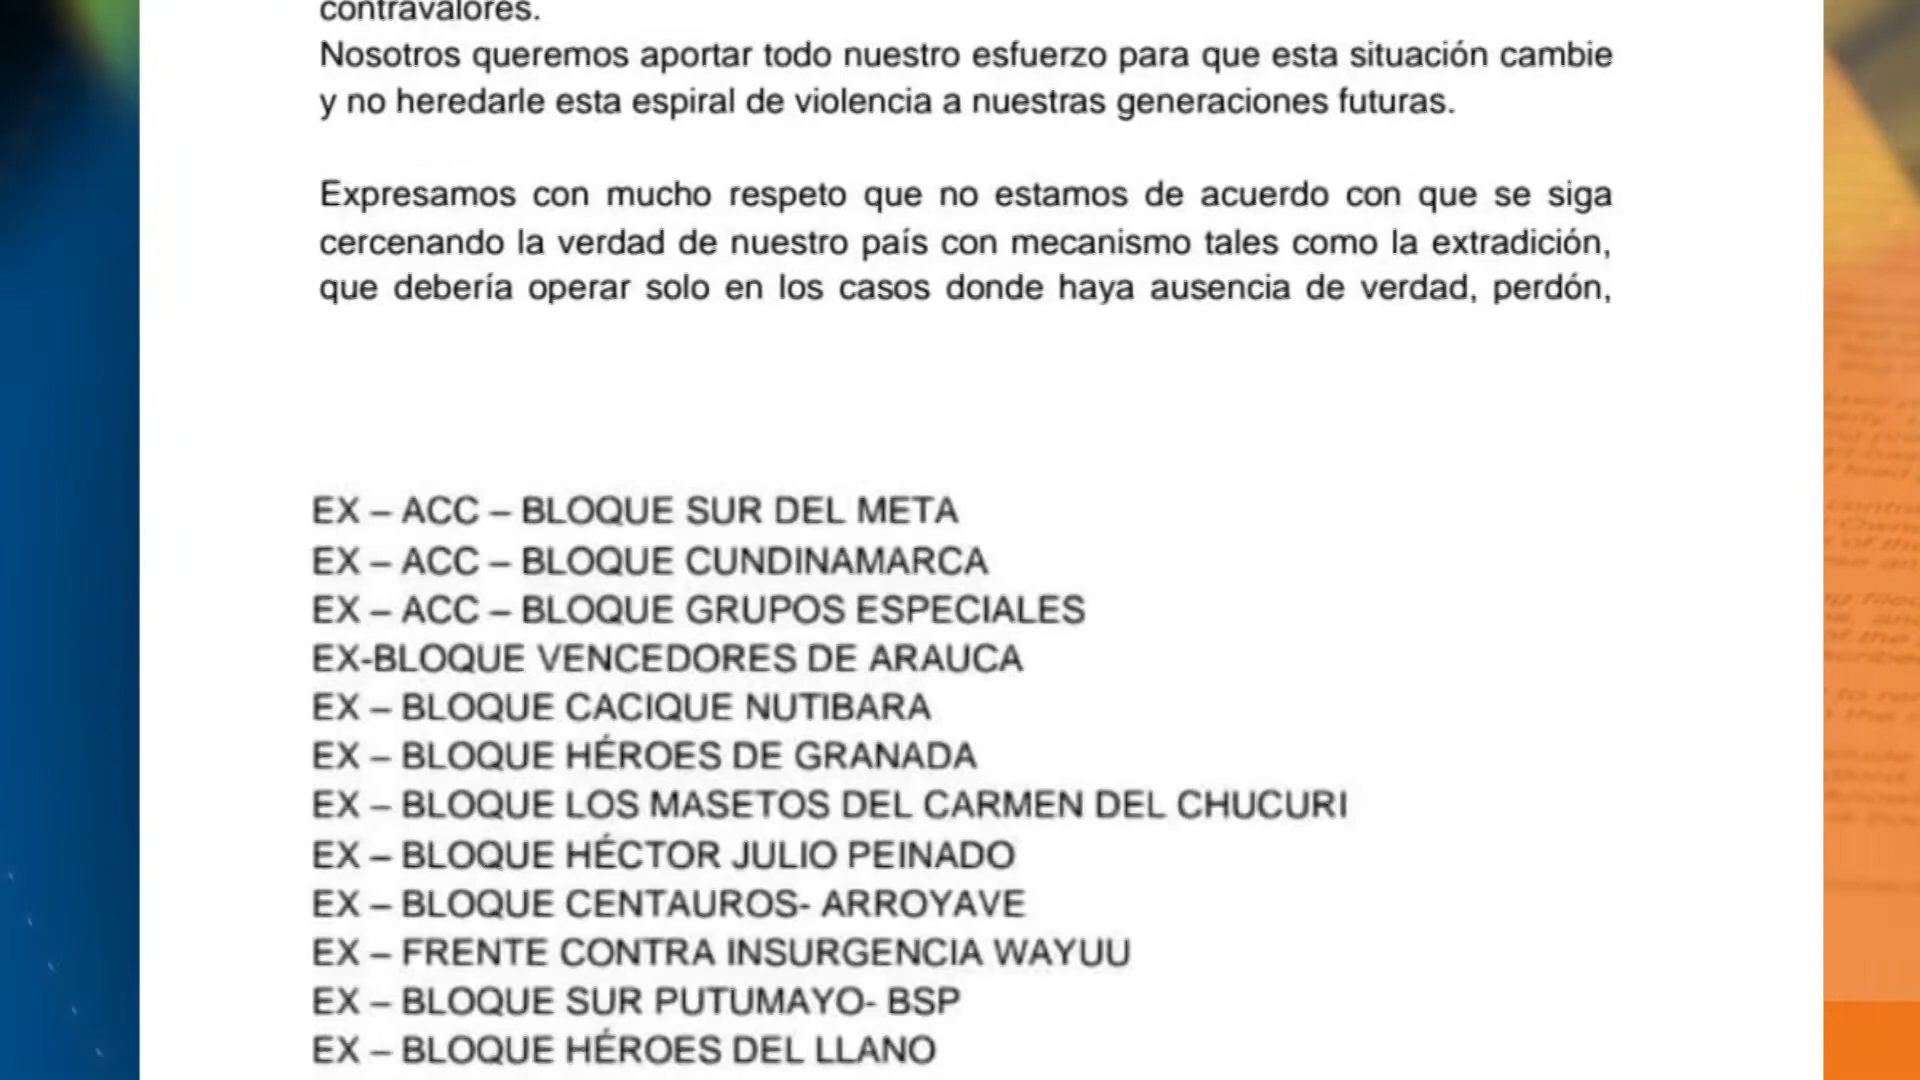 contravalores.
Nosotros queremos aportar todo nuestro esfuerzo para que esta situación cambie
y no heredarle esta espiral de violencia a nuestras generaciones futuras.
Expresamos con mucho respeto que no estamos de acuerdo con que se siga
cercenando la verdad de nuestro país con mecanismo tales como la extradición,
que debería operar solo en los casos donde haya ausencia de verdad, perdón,
EX – ACC – BLOQUE SUR DEL META
EX – ACC – BLOQUE CUNDINAMARCA
EX – ACC – BLOQUE GRUPOS ESPECIALES
EX-BLOQUE VENCEDORES DE ARAUCA
EX – BLOQUE CACIQUE NUTIBARA
EX – BLOQUE HÉROES DE GRANADA
EX – BLOQUE LOS MASETOS DEL CARMEN DEL CHUCURI
EX – BLOQUE HÉCTOR JULIO PEINADO
EX – BLOQUE CENTAUROS- ARROYAVE
EX – FRENTE CONTRA INSURGENCIA WAYUU
EX – BLOQUE SUR PUTUMAYO- BSP
EX – BLOQUE HÉROES DEL LLANO